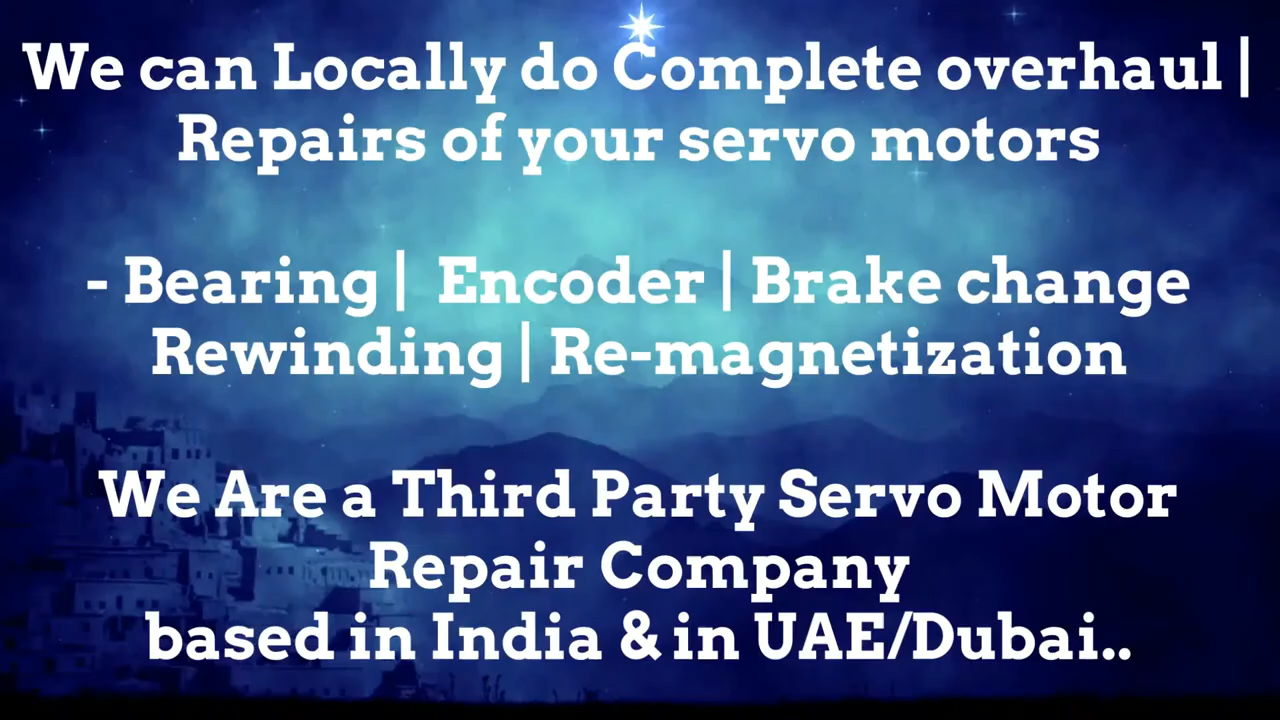 We can Locally do Complete overhaul |
Repairs of your servo motors
- Bearing | Encoder | Brake change
Rewinding | Re-magnetization
We Are a Third Party Servo Motor
Repair Company
based in India & in UAE/Dubai..